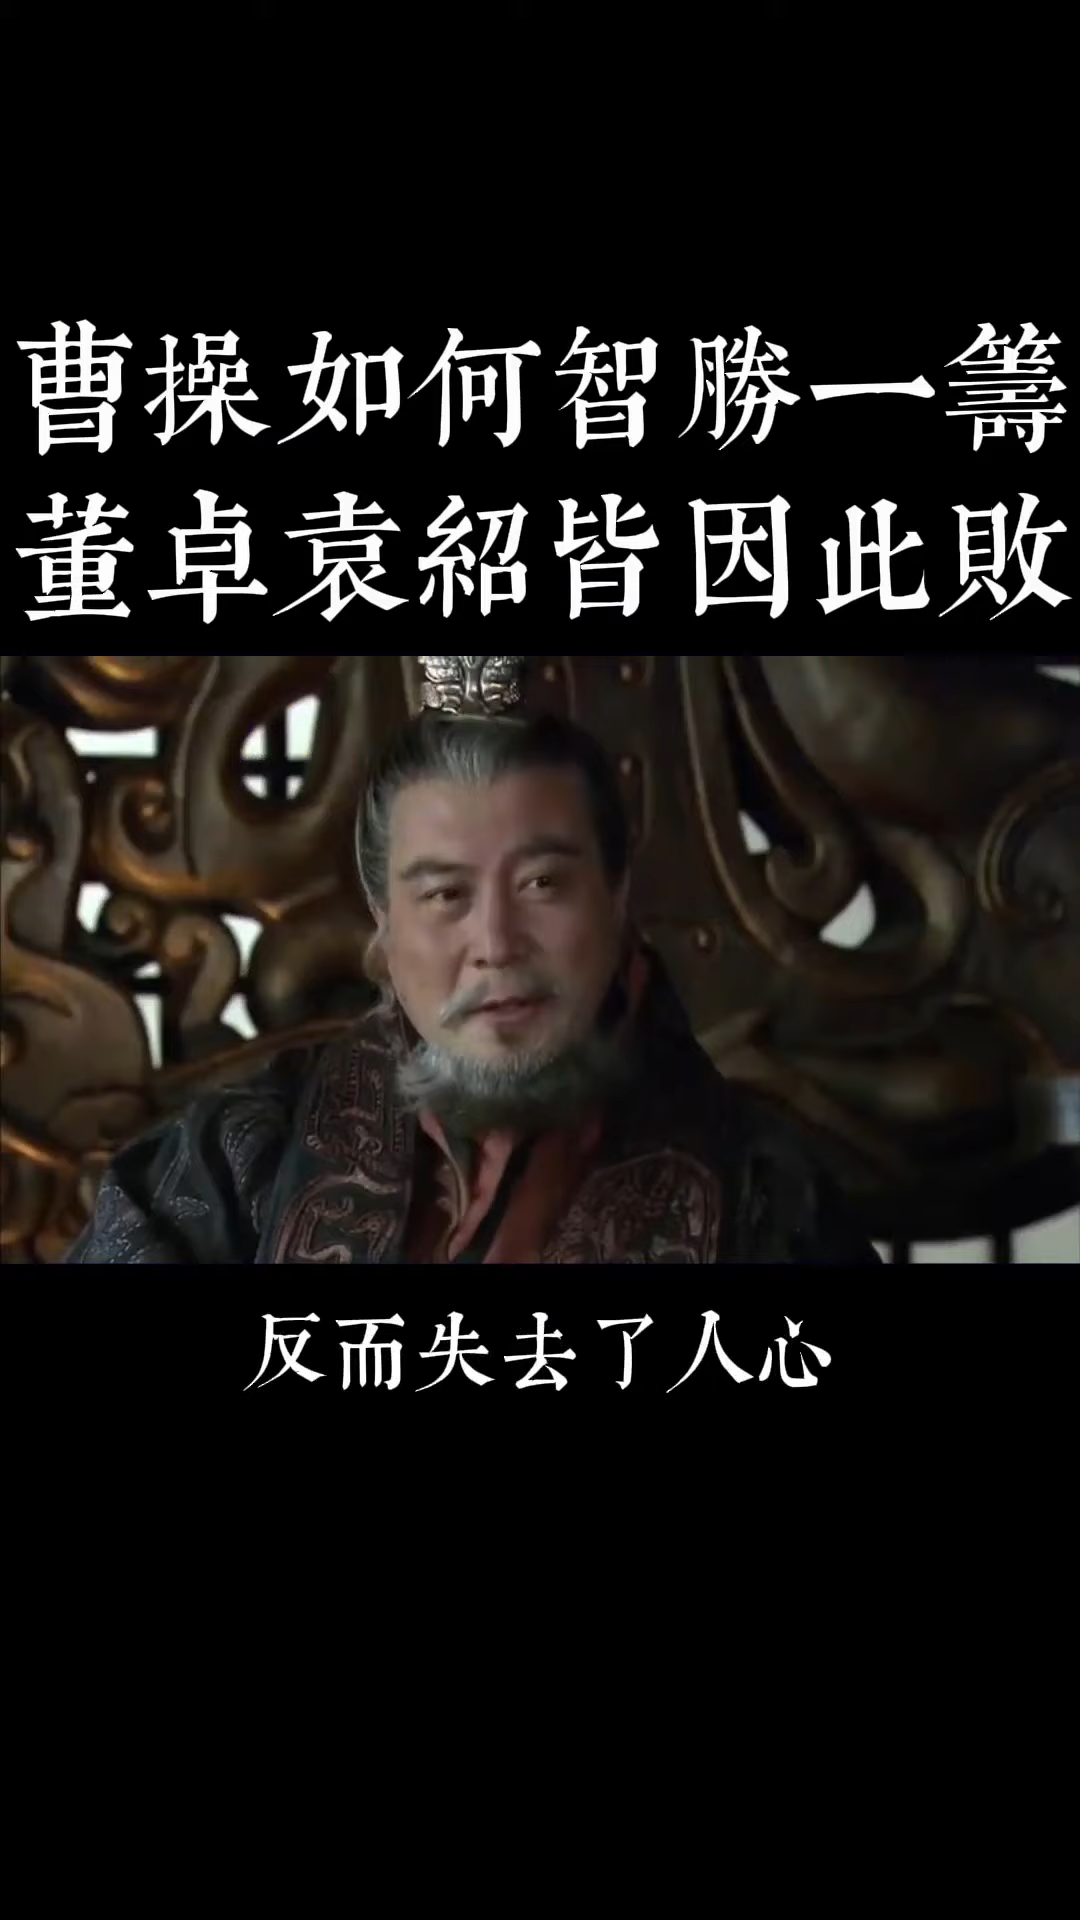 曹操如何智勝一籌
董卓袁紹皆因此敗
反而失去了人心